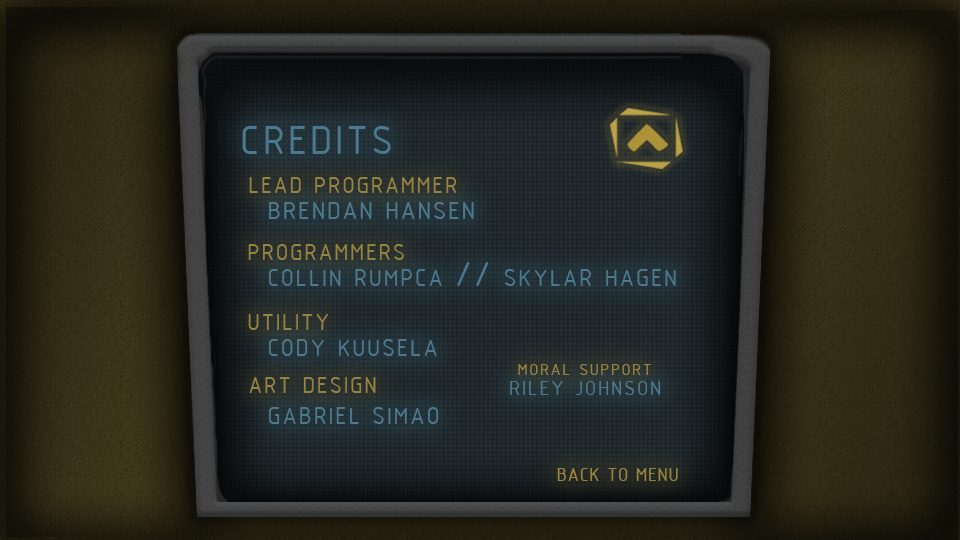 CREDITS
LEAD PROGRAMMER
BRENDAN HANSEN
PROGRAMMERS
COLLIN RUMPCA // SKYLAR HAGEN
UTILITY
CODY KUUSELA
ART DESIGN
GABRIEL SIMAO
MORAL SUPPORT
RILEY JOHNSON
BACK TO MENU